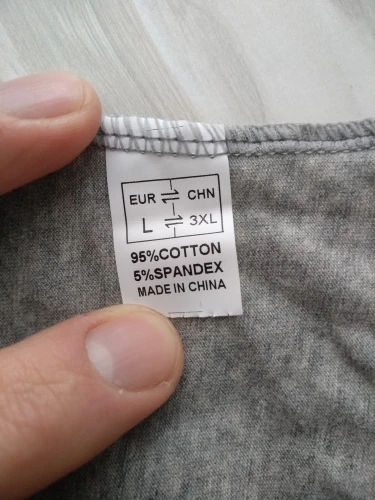 EUR ⇌ CHN
L ⇌ 3XL
95%COTTON
5%SPANDEX
MADE IN CHINA